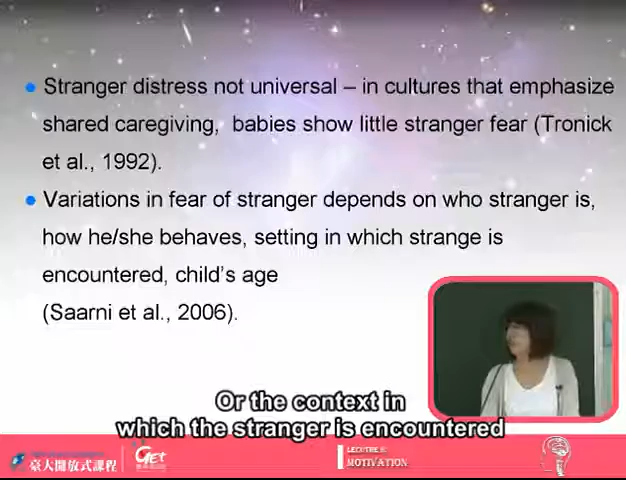 Stranger distress not universal – in cultures that emphasize
shared caregiving, babies show little stranger fear (Tronick
et al., 1992).
Variations in fear of stranger depends on who stranger is,
how he/she behaves, setting in which strange is
encountered, child's age
(Saarni et al., 2006).
Or the context in
which the stranger is encountered
臺大開放式課程
GET
LECTURE 8:
MOTIVATION